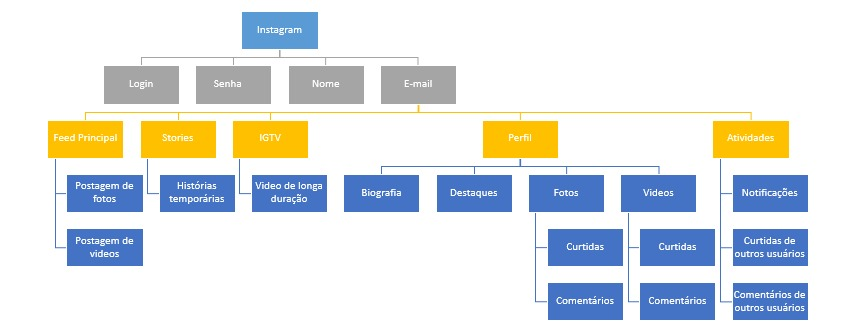 Instagram
Login
Senha
Nome
E-mail
Feed Principal
Stories
IGTV
Perfil
Atividades
Postagem de
fotos
Histórias
temporárias
Video de longa
duração
Biografia
Destaques
Fotos
Videos
Notificações
Postagem de
videos
Curtidas
Curtidas
Curtidas de
outros usuários
Comentários
Comentários
Comentários de
outros usuários